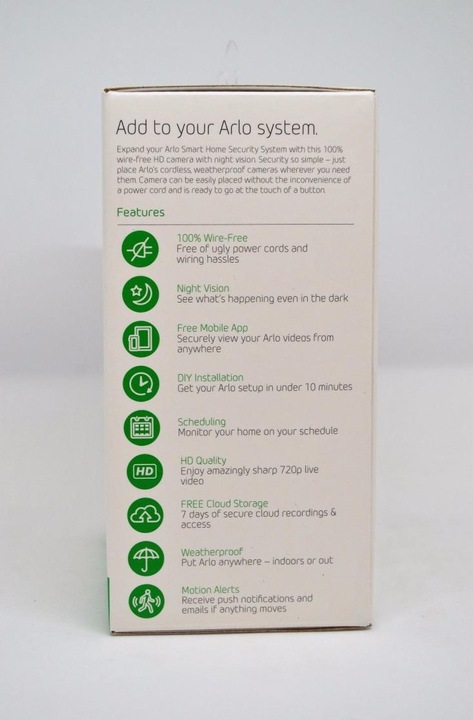 Add to your Arlo system.
Expand your Arlo Smart Home Security System with this 100%
wire-free HD camera with night vision. Security so simple – just
place Arlo's cordless, weatherproof cameras wherever you need
them. Camera can be easily placed without the inconvenience of
a power cord and is ready to go at the touch of a button.
Features
100% Wire-Free
Free of ugly power cords and
wiring hassles
Night Vision
See what's happening even in the dark
Free Mobile App
Securely view your Arlo videos from
anywhere
DIY Installation
Get your Arlo setup in under 10 minutes
Scheduling
Monitor your home on your schedule
HD
HD Quality
Enjoy amazingly sharp 720p live
video
FREE Cloud Storage
7 days of secure cloud recordings &
access
Weatherproof
Put Arlo anywhere – indoors or out
Motion Alerts
Receive push notifications and
emails if anything moves